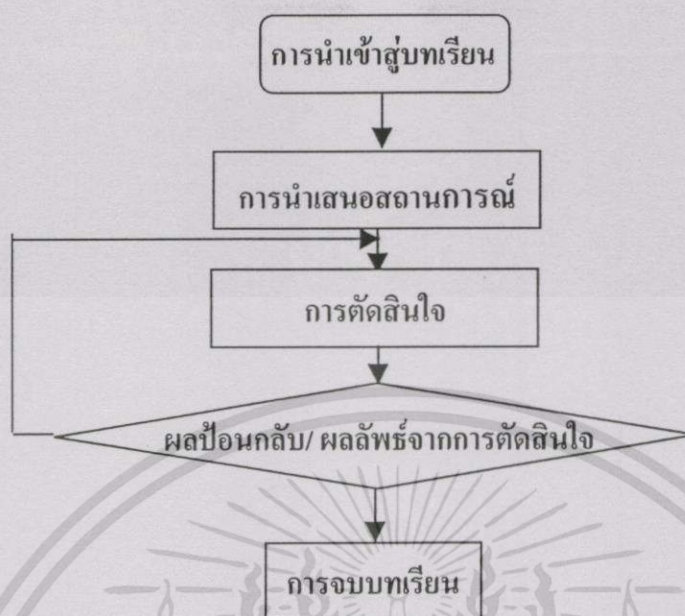 การนำเข้าสู่บทเรียน
การนำเสนอสถานการณ์
การตัดสินใจ
ผลป้อนกลับ/ ผลลัพธ์จากการตัดสินใจ
การจบบทเรียน